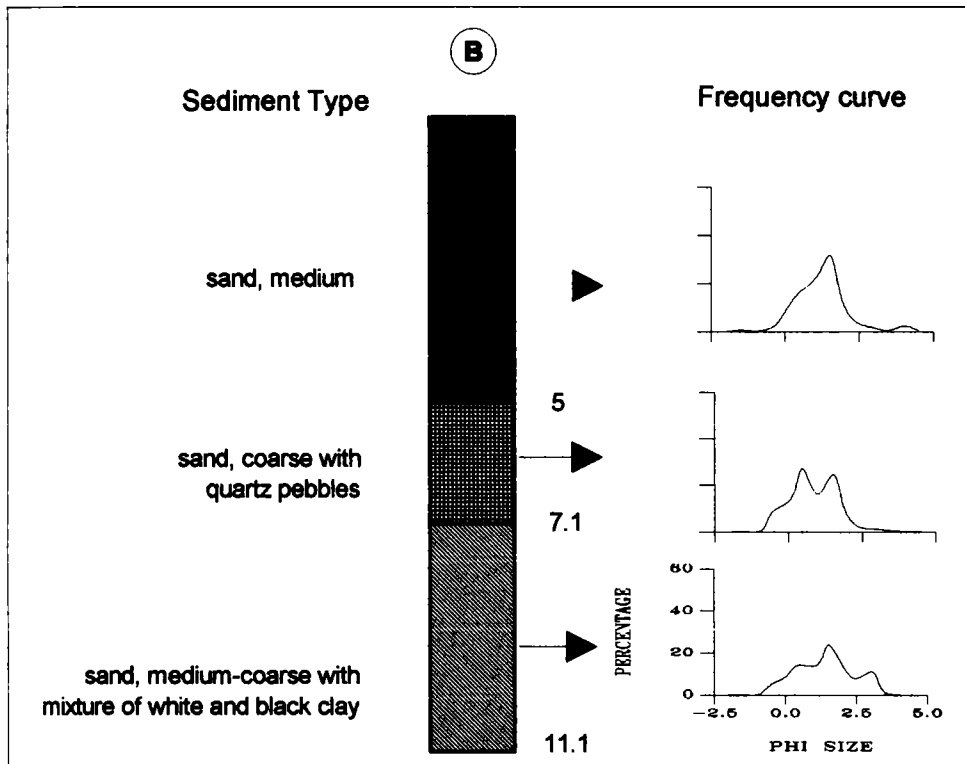 B
Sediment Type
Frequency curve
sand, medium
5
sand, coarse with
quartz pebbles
7.1
sand, medium-coarse with
mixture of white and black clay
11.1
PERCENTAGE
60
40
20
0
-2.5 0.0 2.5 5.0
PHI SIZE